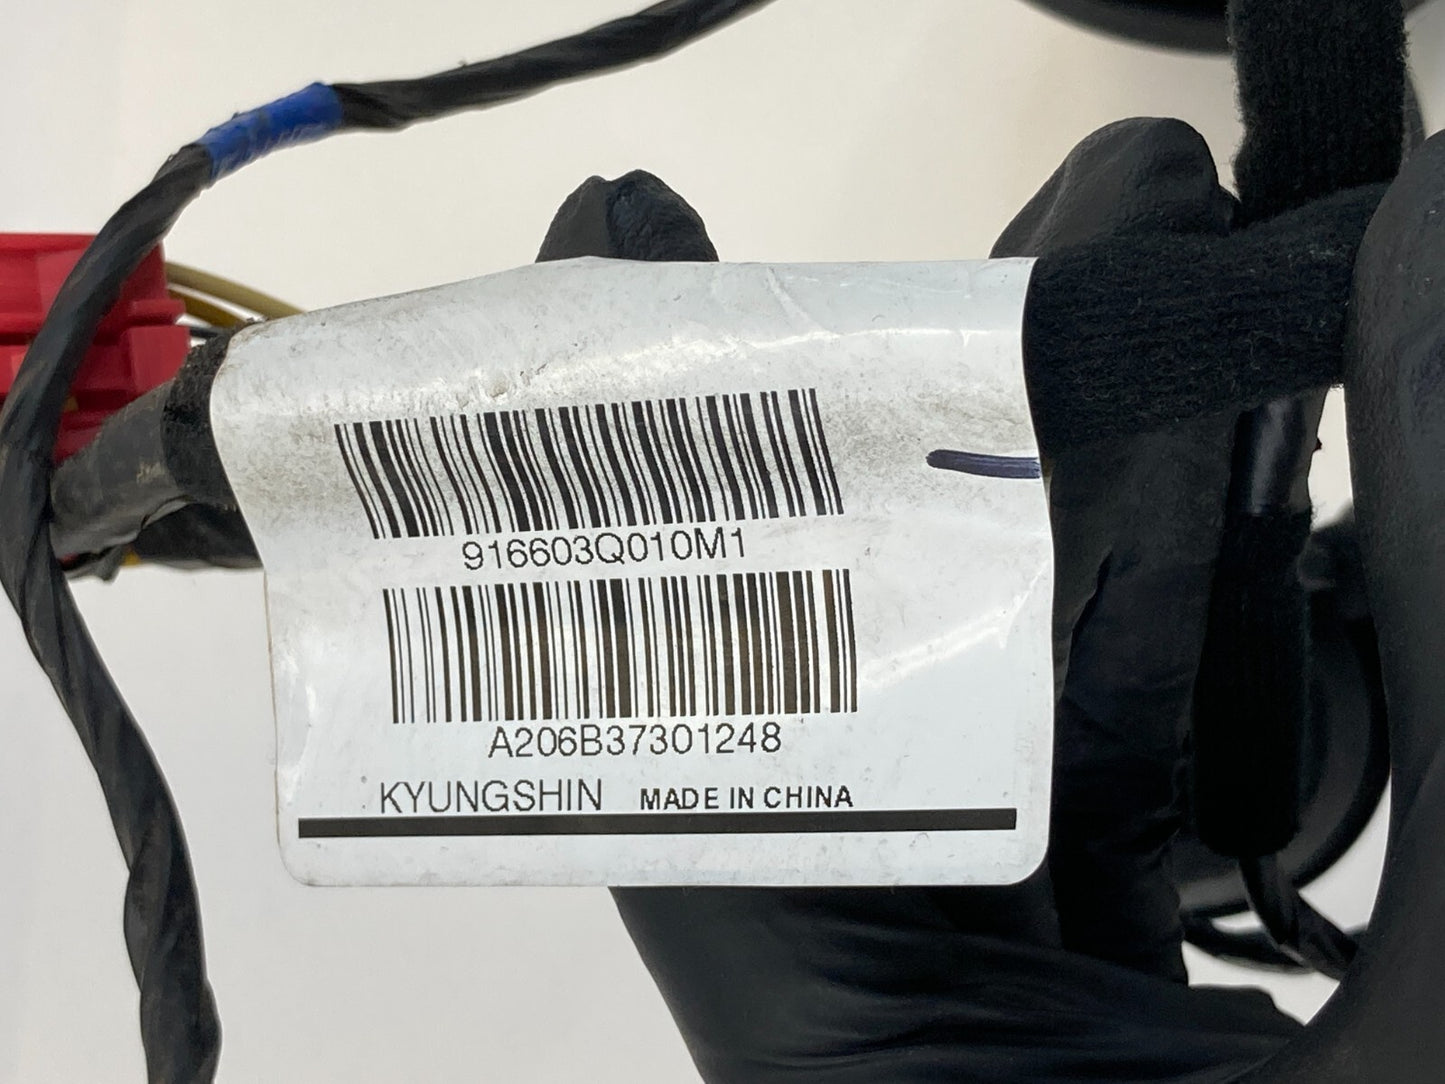 916603Q010M1
A206B37301248
KYUNGSHIN MADE IN CHINA